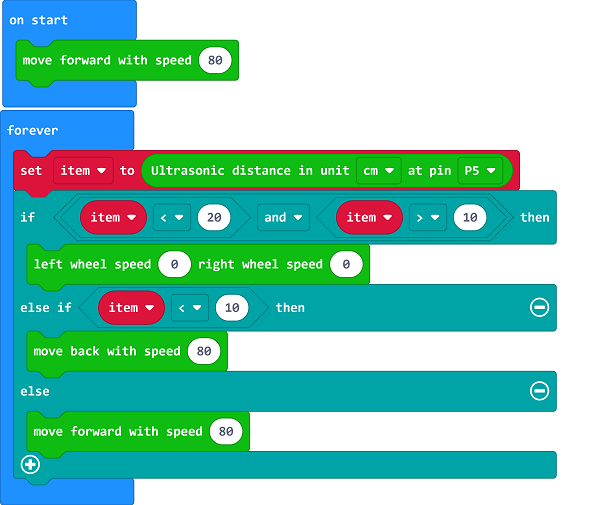 on start
move forward with speed 80
forever
set item to Ultrasonic distance in unit cm at pin P5
if item < 20 and item > 10 then
left wheel speed 0 right wheel speed 0
else if item < 10 then
move back with speed 80
else
move forward with speed 80